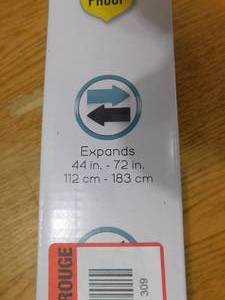 PROOF
Expands
44 in. - 72 in.
112 cm - 183 cm
ROUGE
309